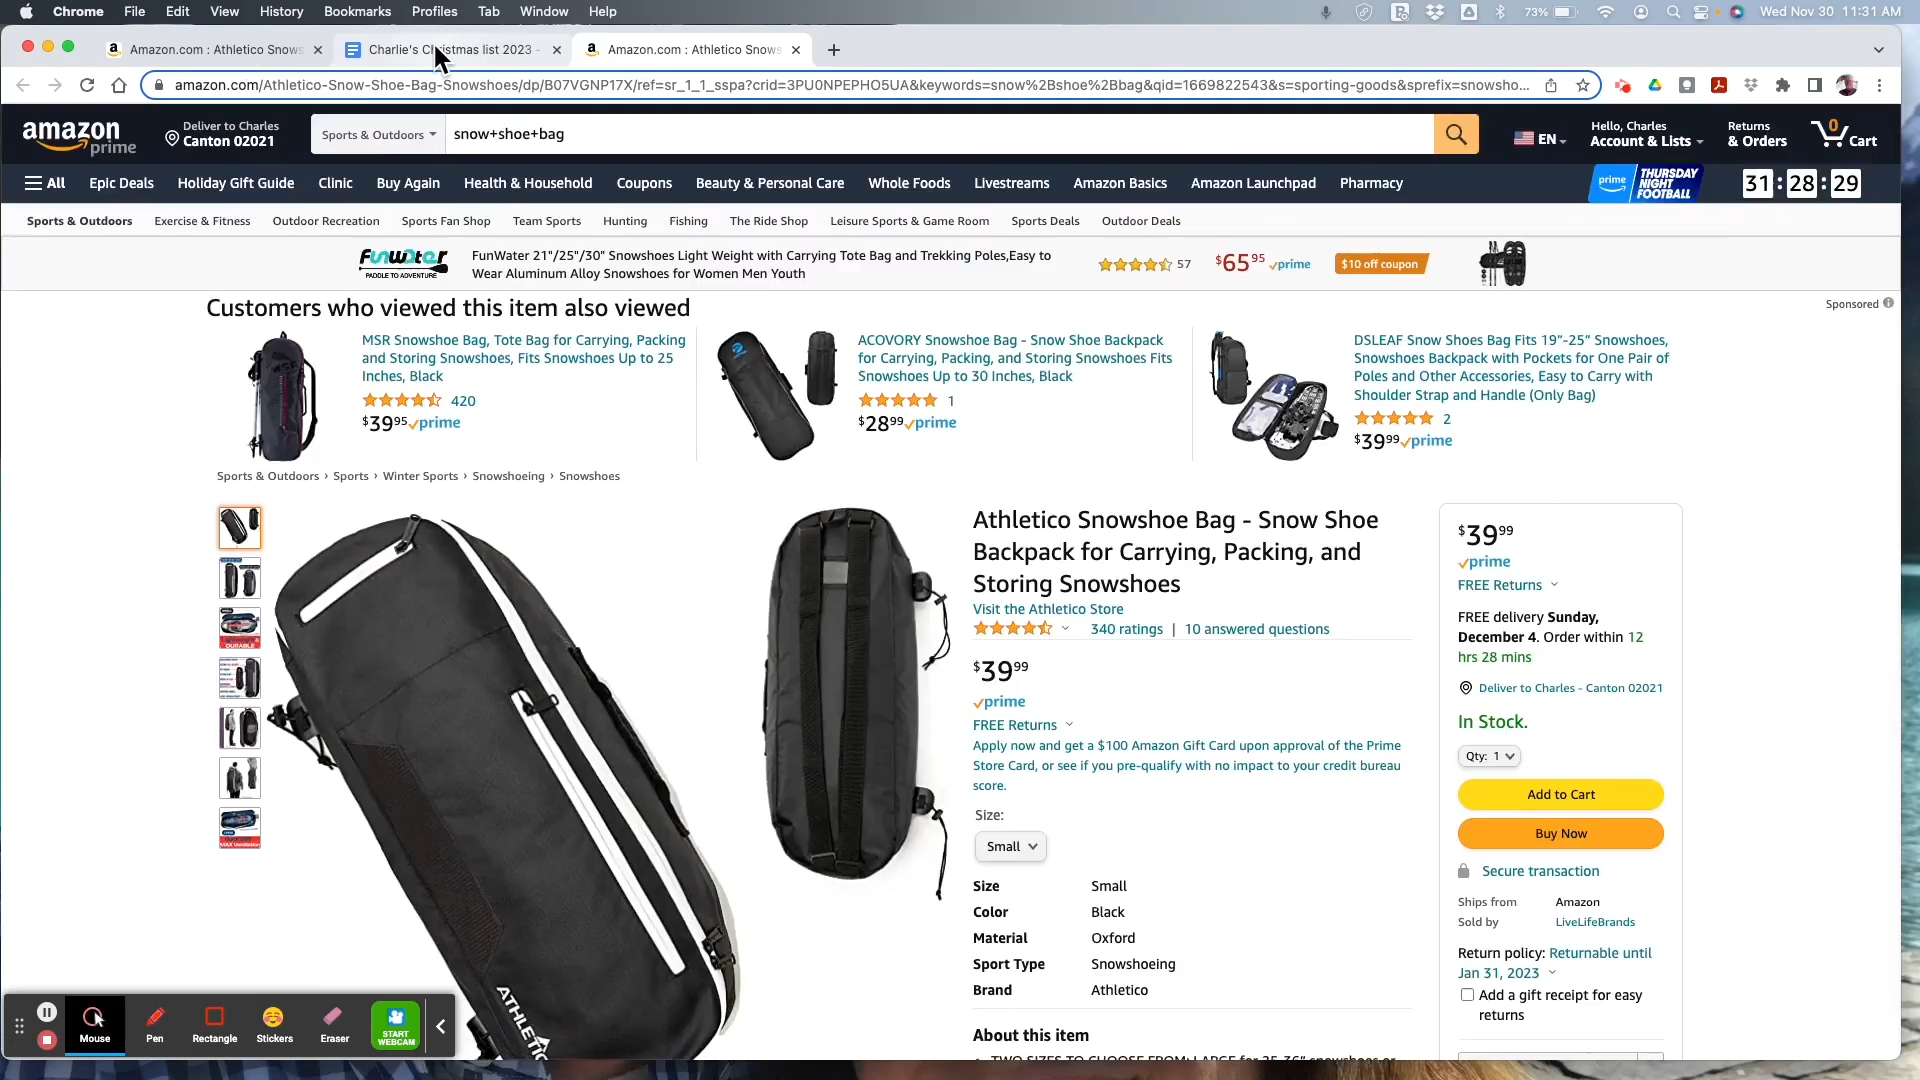 Chrome File Edit View History Bookmarks Profiles Tab Window Help 73% Wed Nov 30 11:31 AM
Amazon.com : Athletico Snows Charlie's Christmas list 2023 - Amazon.com : Athletico Snows
amazon.com/Athletico-Snow-Shoe-Bag-Snowshoes/dp/B07VGNP17X/ref=sr_1_1_sspa?crid=3PU0NPEPHO5UA&keywords=snow%2Bshoe%2Bbag&qid=1669822543&s=sporting-goods&sprefix=snowsho...
amazon prime
Deliver to Charles
Canton 02021
Sports & Outdoors
snow+shoe+bag
EN
Hello, Charles
Account & Lists
Returns
& Orders
0
Cart
All Epic Deals Holiday Gift Guide Clinic Buy Again Health & Household Coupons Beauty & Personal Care Whole Foods Livestreams Amazon Basics Amazon Launchpad Pharmacy
prime THURSDAY NIGHT FOOTBALL 31 : 28 : 29
Sports & Outdoors Exercise & Fitness Outdoor Recreation Sports Fan Shop Team Sports Hunting Fishing The Ride Shop Leisure Sports & Game Room Sports Deals Outdoor Deals
FunWater
PADDLE TO ADVENTURE
FunWater 21"/25"/30" Snowshoes Light Weight with Carrying Tote Bag and Trekking Poles,Easy to
Wear Aluminum Alloy Snowshoes for Women Men Youth
57 $65.95 prime $10 off coupon
Sponsored
Customers who viewed this item also viewed
MSR Snowshoe Bag, Tote Bag for Carrying, Packing
and Storing Snowshoes, Fits Snowshoes Up to 25
Inches, Black
420
$39.95 prime
ACOVORY Snowshoe Bag - Snow Shoe Backpack
for Carrying, Packing, and Storing Snowshoes Fits
Snowshoes Up to 30 Inches, Black
1
$28.99 prime
DSLEAF Snow Shoes Bag Fits 19"-25" Snowshoes,
Snowshoes Backpack with Pockets for One Pair of
Poles and Other Accessories, Easy to Carry with
Shoulder Strap and Handle (Only Bag)
2
$39.99 prime
Sports & Outdoors › Sports › Winter Sports › Snowshoeing › Snowshoes
Athletico Snowshoe Bag - Snow Shoe
Backpack for Carrying, Packing, and
Storing Snowshoes
Visit the Athletico Store
340 ratings | 10 answered questions
$39.99
prime
FREE Returns
Apply now and get a $100 Amazon Gift Card upon approval of the Prime
Store Card, or see if you pre-qualify with no impact to your credit bureau
score.
Size:
Small
Size Small
Color Black
Material Oxford
Sport Type Snowshoeing
Brand Athletico
About this item
TWO SIZES TO CHOOSE FROM: LARGE for 25-36" snowshoes or
$39.99
prime
FREE Returns
FREE delivery Sunday,
December 4. Order within 12
hrs 28 mins
Deliver to Charles - Canton 02021
In Stock.
Qty: 1
Add to Cart
Buy Now
Secure transaction
Ships from Amazon
Sold by LiveLifeBrands
Return policy: Returnable until
Jan 31, 2023
Add a gift receipt for easy
returns
Mouse Pen Rectangle Stickers Eraser START WEBCAM